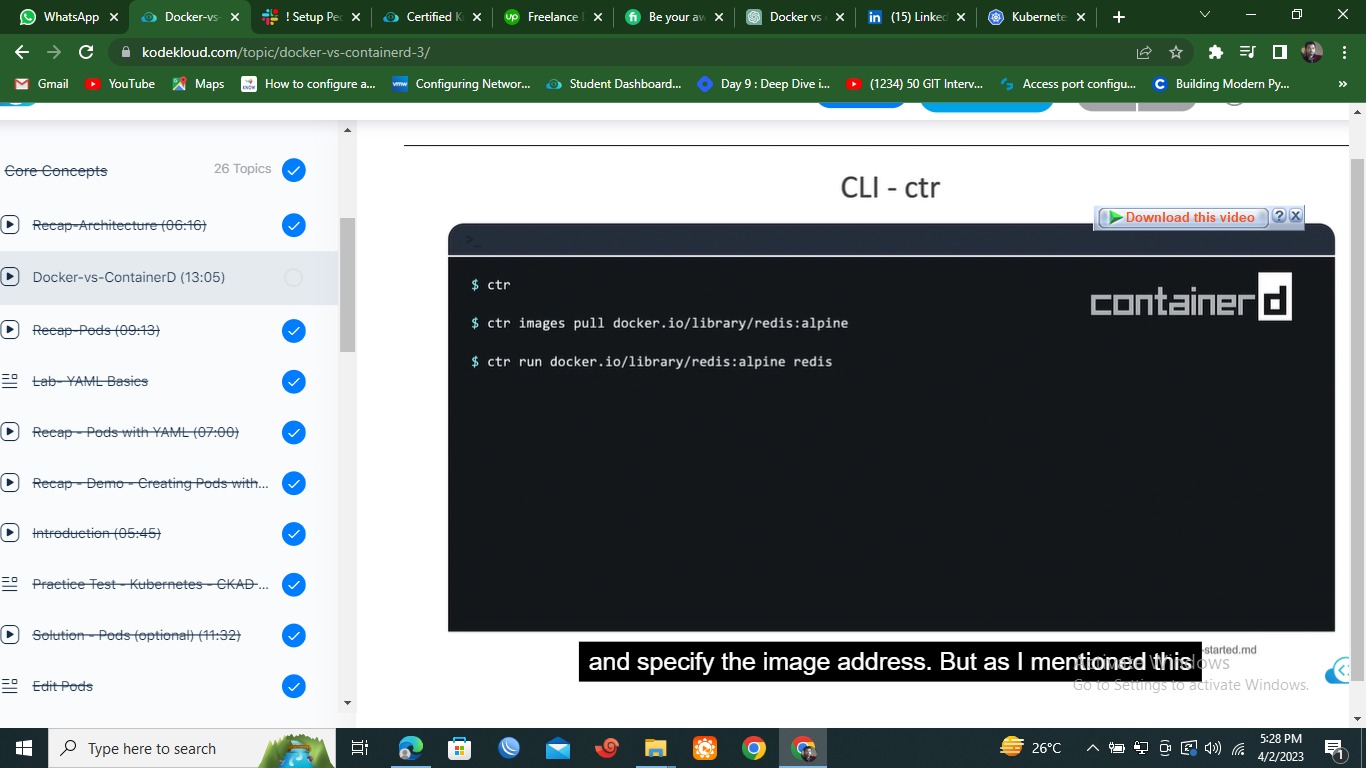 WhatsApp
Docker-vs-
! Setup Pec
Certified K
Freelance
Be your aw
Docker vs
(15) Linked
Kubernete
kodekloud.com/topic/docker-vs-containerd-3/
Gmail
YouTube
Maps
How to configure a...
Configuring Networ...
Student Dashboard...
Day 9 : Deep Dive i...
(1234) 50 GIT Interv...
Access port configu...
Building Modern Py...
»
Core Concepts
26 Topics
Recap-Architecture (06:16)
Docker-vs-ContainerD (13:05)
Recap-Pods (09:13)
Lab- YAML Basics
Recap - Pods with YAML (07:00)
Recap - Demo - Creating Pods with...
Introduction (05:45)
Practice Test - Kubernetes - CKAD ...
Solution - Pods (optional) (11:32)
Edit Pods
CLI - ctr
Download this video
>_
$ ctr
containerd
$ ctr images pull docker.io/library/redis:alpine
$ ctr run docker.io/library/redis:alpine redis
-started.md
and specify the image address. But as I mentioned this
Activate Windows
Go to Settings to activate Windows.
Type here to search
26°C
5:28 PM
4/2/2023
1